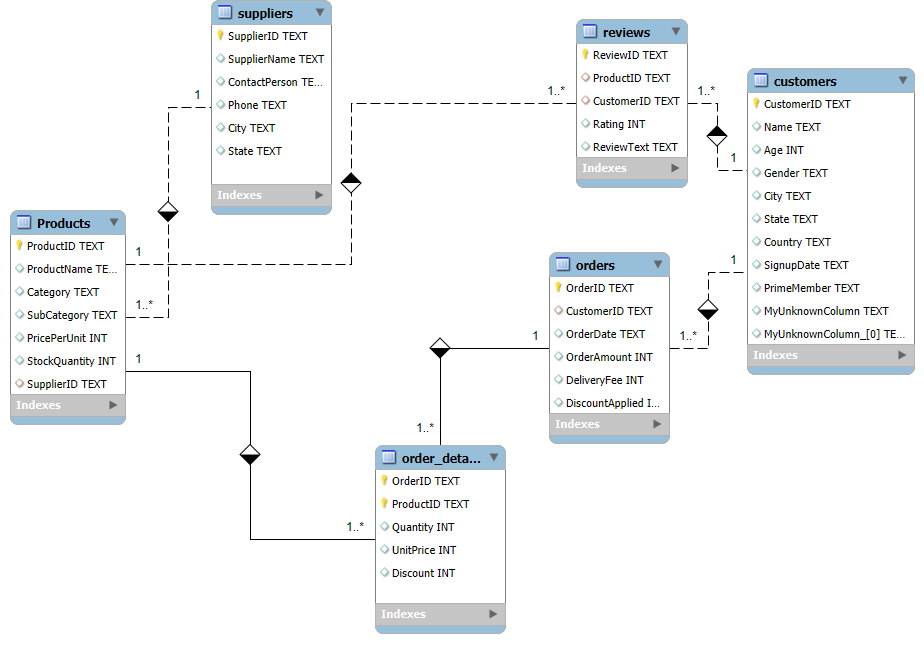 suppliers
SupplierID TEXT
SupplierName TEXT
ContactPerson TE...
Phone TEXT
City TEXT
State TEXT
Indexes
reviews
ReviewID TEXT
ProductID TEXT
CustomerID TEXT
Rating INT
ReviewText TEXT
Indexes
customers
CustomerID TEXT
Name TEXT
Age INT
Gender TEXT
City TEXT
State TEXT
Country TEXT
SignupDate TEXT
PrimeMember TEXT
MyUnknownColumn TEXT
MyUnknownColumn_[0] TE...
Indexes
Products
ProductID TEXT
ProductName TE...
Category TEXT
SubCategory TEXT
PricePerUnit INT
StockQuantity INT
SupplierID TEXT
Indexes
orders
OrderID TEXT
CustomerID TEXT
OrderDate TEXT
OrderAmount INT
DeliveryFee INT
DiscountApplied I...
Indexes
order_deta...
OrderID TEXT
ProductID TEXT
Quantity INT
UnitPrice INT
Discount INT
Indexes
1
1..*
1
1..*
1..*
1
1
1..*
1
1..*
1
1..*